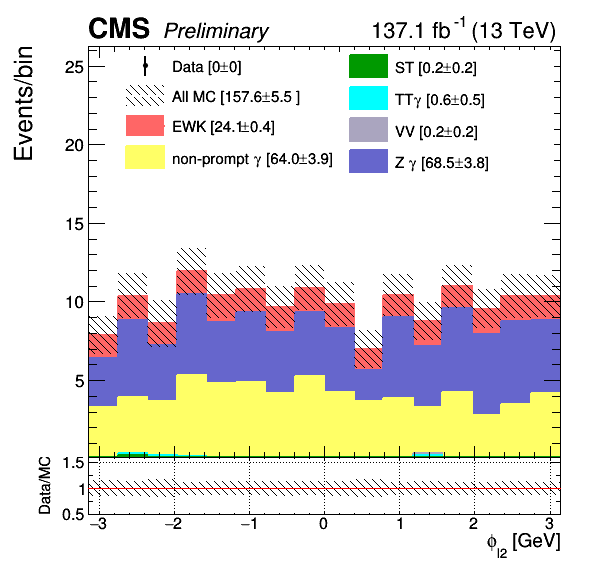 CMS Preliminary 137.1 fb⁻¹ (13 TeV)
Events/bin
25
20
15
10
5
Data [0±0]
All MC [157.6±5.5 ]
EWK [24.1±0.4]
non-prompt γ [64.0±3.9]
ST [0.2±0.2]
TTγ [0.6±0.5]
VV [0.2±0.2]
Z γ [68.5±3.8]
Data/MC
1.5
1
0.5
−3 −2 −1 0 1 2 3
ϕ_l2 [GeV]